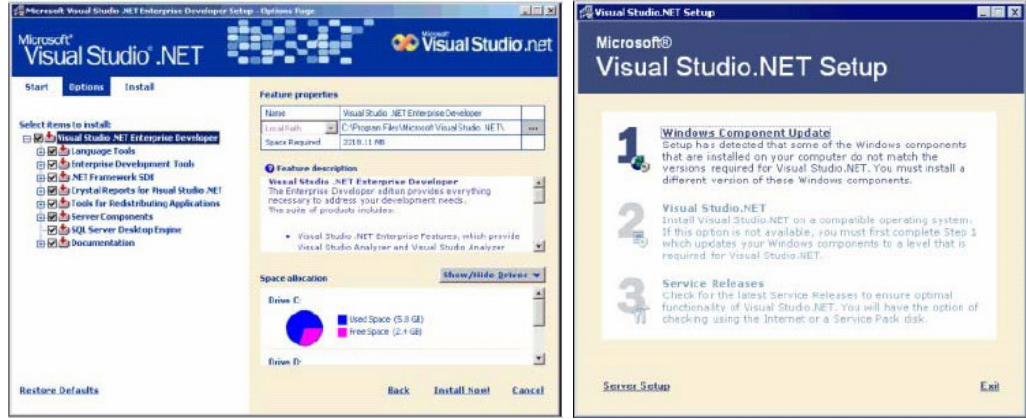 Microsoft Visual Studio .NET Enterprise Developer Setup - Options Page
Microsoft®
Visual Studio® .NET
Microsoft
Visual Studio.net
Start Options Install
Select items to install:
Visual Studio .NET Enterprise Developer
Language Tools
Enterprise Development Tools
.NET Framework SDK
Crystal Reports for Visual Studio .NET
Tools for Redistributing Applications
Server Components
SQL Server Desktop Engine
Documentation
Feature properties
Name Visual Studio .NET Enterprise Developer
Local Path C:\Program Files\Microsoft Visual Studio .NET\ ...
Space Required MB
Feature description
Visual Studio .NET Enterprise Developer
The Enterprise Developer edition provides everything
necessary to address your development needs.
The suite of products includes:
• Visual Studio .NET Enterprise Features, which provide
Visual Studio Analyzer and Visual Studio Analyzer
Space allocation
Show/Hide Drives
Drive C:
Used Space (5.8 GB)
Free Space (2.4 GB)
Drive D:
Restore Defaults
Back Install Now! Cancel
Visual Studio.NET Setup
Microsoft®
Visual Studio.NET Setup
1 Windows Component Update
Setup has detected that some of the Windows components
that are installed on your computer do not match the
versions required for Visual Studio.NET. You must install a
different version of these Windows components.
2 Visual Studio.NET
Install Visual Studio.NET on a compatible operating system.
If this option is not available, you must first complete Step 1
which updates your Windows components to a level that is
required for Visual Studio.NET.
3 Service Releases
Check for the latest Service Releases to ensure optimal
functionality of Visual Studio.NET. You will have the option of
checking using the Internet or a Service Pack disk.
Server Setup
Exit